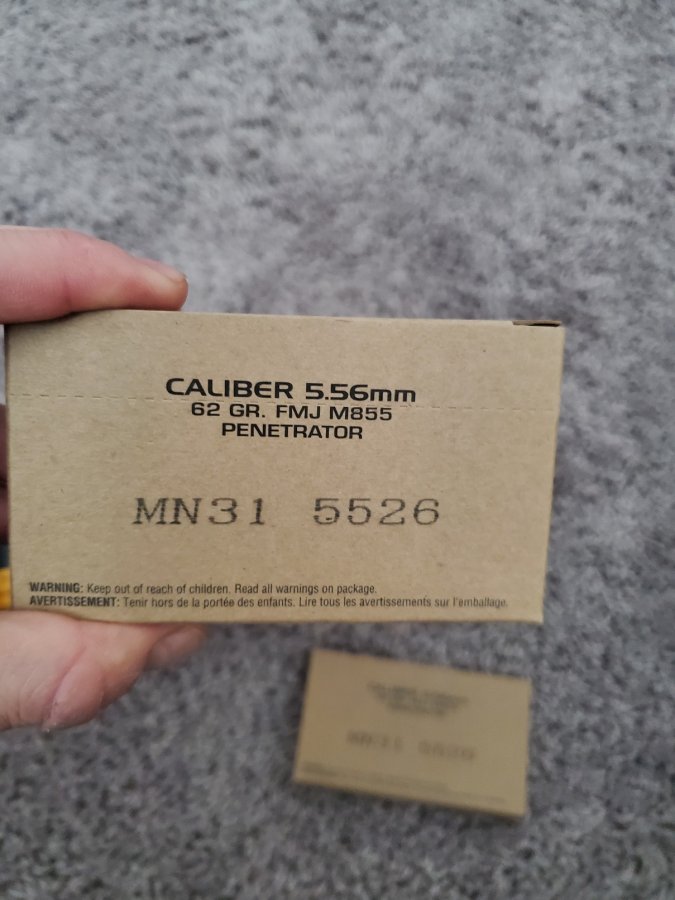 CALIBER 5.56mm
62 GR. FMJ M855
PENETRATOR
MN31 5526
WARNING: Keep out of reach of children. Read all warnings on package.
AVERTISSEMENT: Tenir hors de la portée des enfants. Lire tous les avertissements sur l'emballage.
MN31